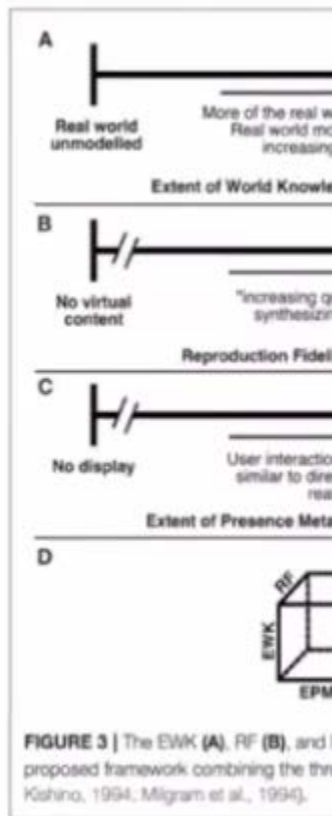 A
Real world
unmodelled
More of the real w
Real world mo
increasing
Extent of World Knowle
B
No virtual
content
"increasing q
synthesizin
Reproduction Fideli
C
No display
User interactio
similar to dire
rea
Extent of Presence Meta
D
RF
EWK
EPM
FIGURE 3 | The EWK (A), RF (B), and
proposed framework combining the thr
Kishino, 1994; Milgram et al., 1994).